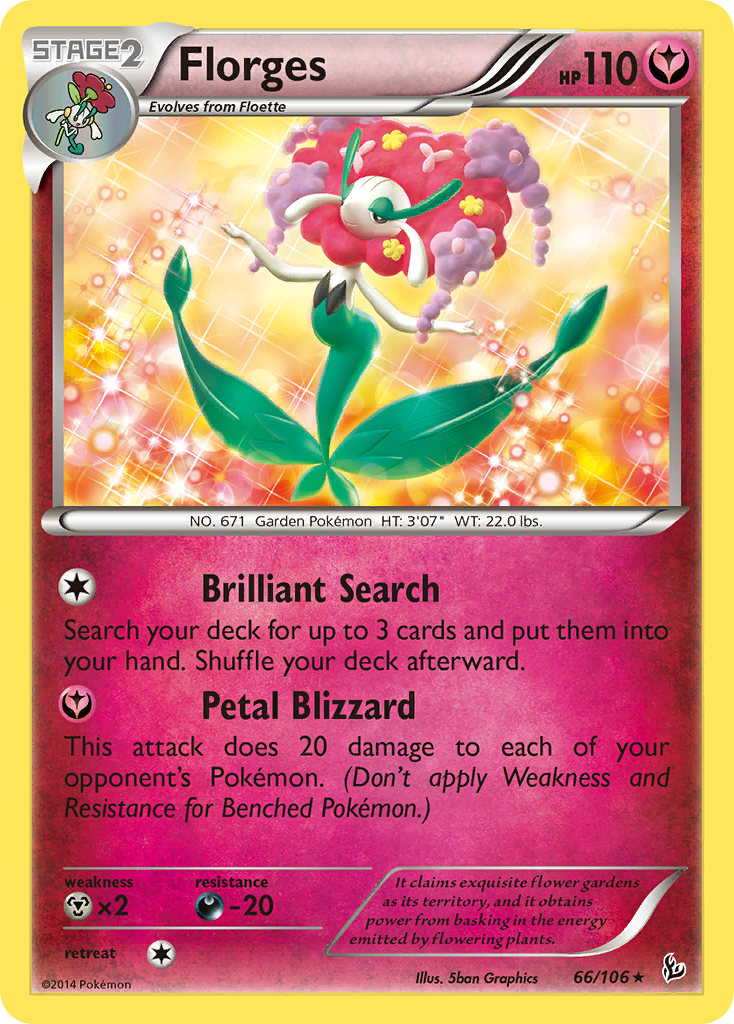 STAGE2
Florges
HP110
Evolves from Floette
NO. 671 Garden Pokémon HT: 3'07" WT: 22.0 lbs.
Brilliant Search
Search your deck for up to 3 cards and put them into
your hand. Shuffle your deck afterward.
Petal Blizzard
This attack does 20 damage to each of your
opponent's Pokémon. (Don't apply Weakness and
Resistance for Benched Pokémon.)
weakness
×2
resistance
-20
retreat
It claims exquisite flower gardens
as its territory, and it obtains
power from basking in the energy
emitted by flowering plants.
©2014 Pokémon
Illus. 5ban Graphics
66/106 ★